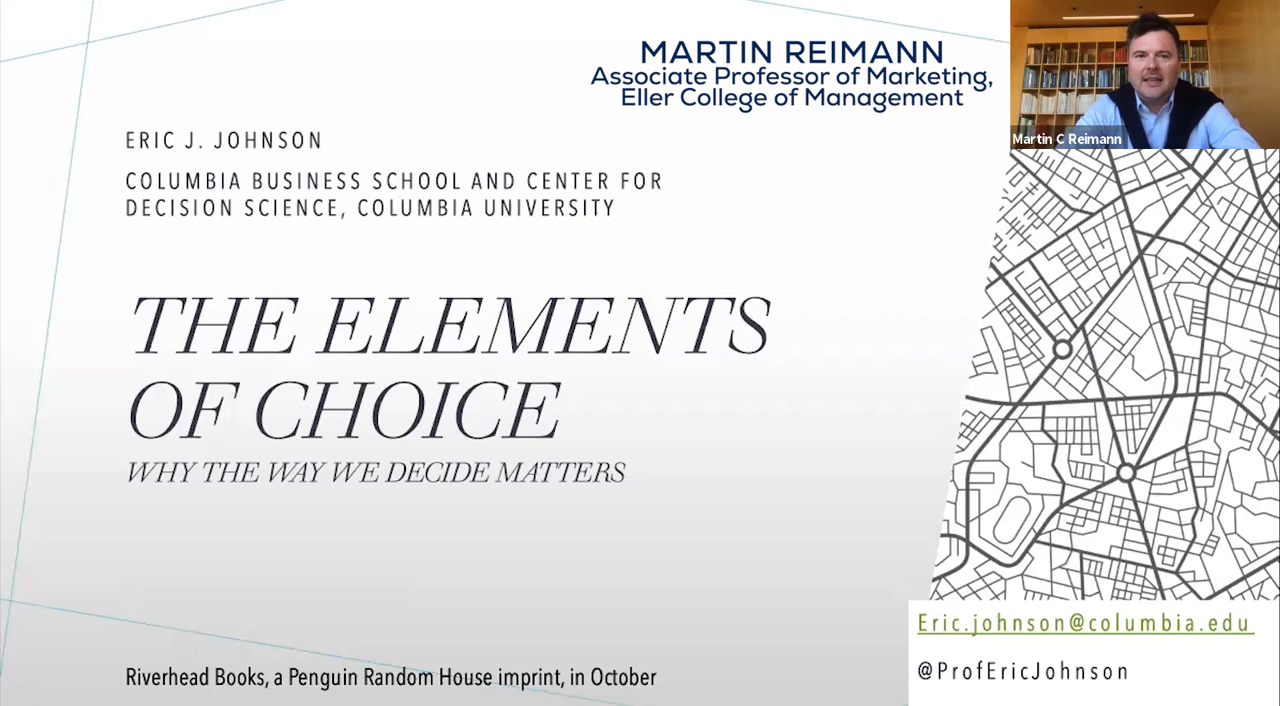 MARTIN REIMANN
Associate Professor of Marketing,
Eller College of Management
Martin C Reimann
ERIC J. JOHNSON
COLUMBIA BUSINESS SCHOOL AND CENTER FOR
DECISION SCIENCE, COLUMBIA UNIVERSITY
THE ELEMENTS
OF CHOICE
WHY THE WAY WE DECIDE MATTERS
Eric.johnson@columbia.edu
@ProfEricJohnson
Riverhead Books, a Penguin Random House imprint, in October